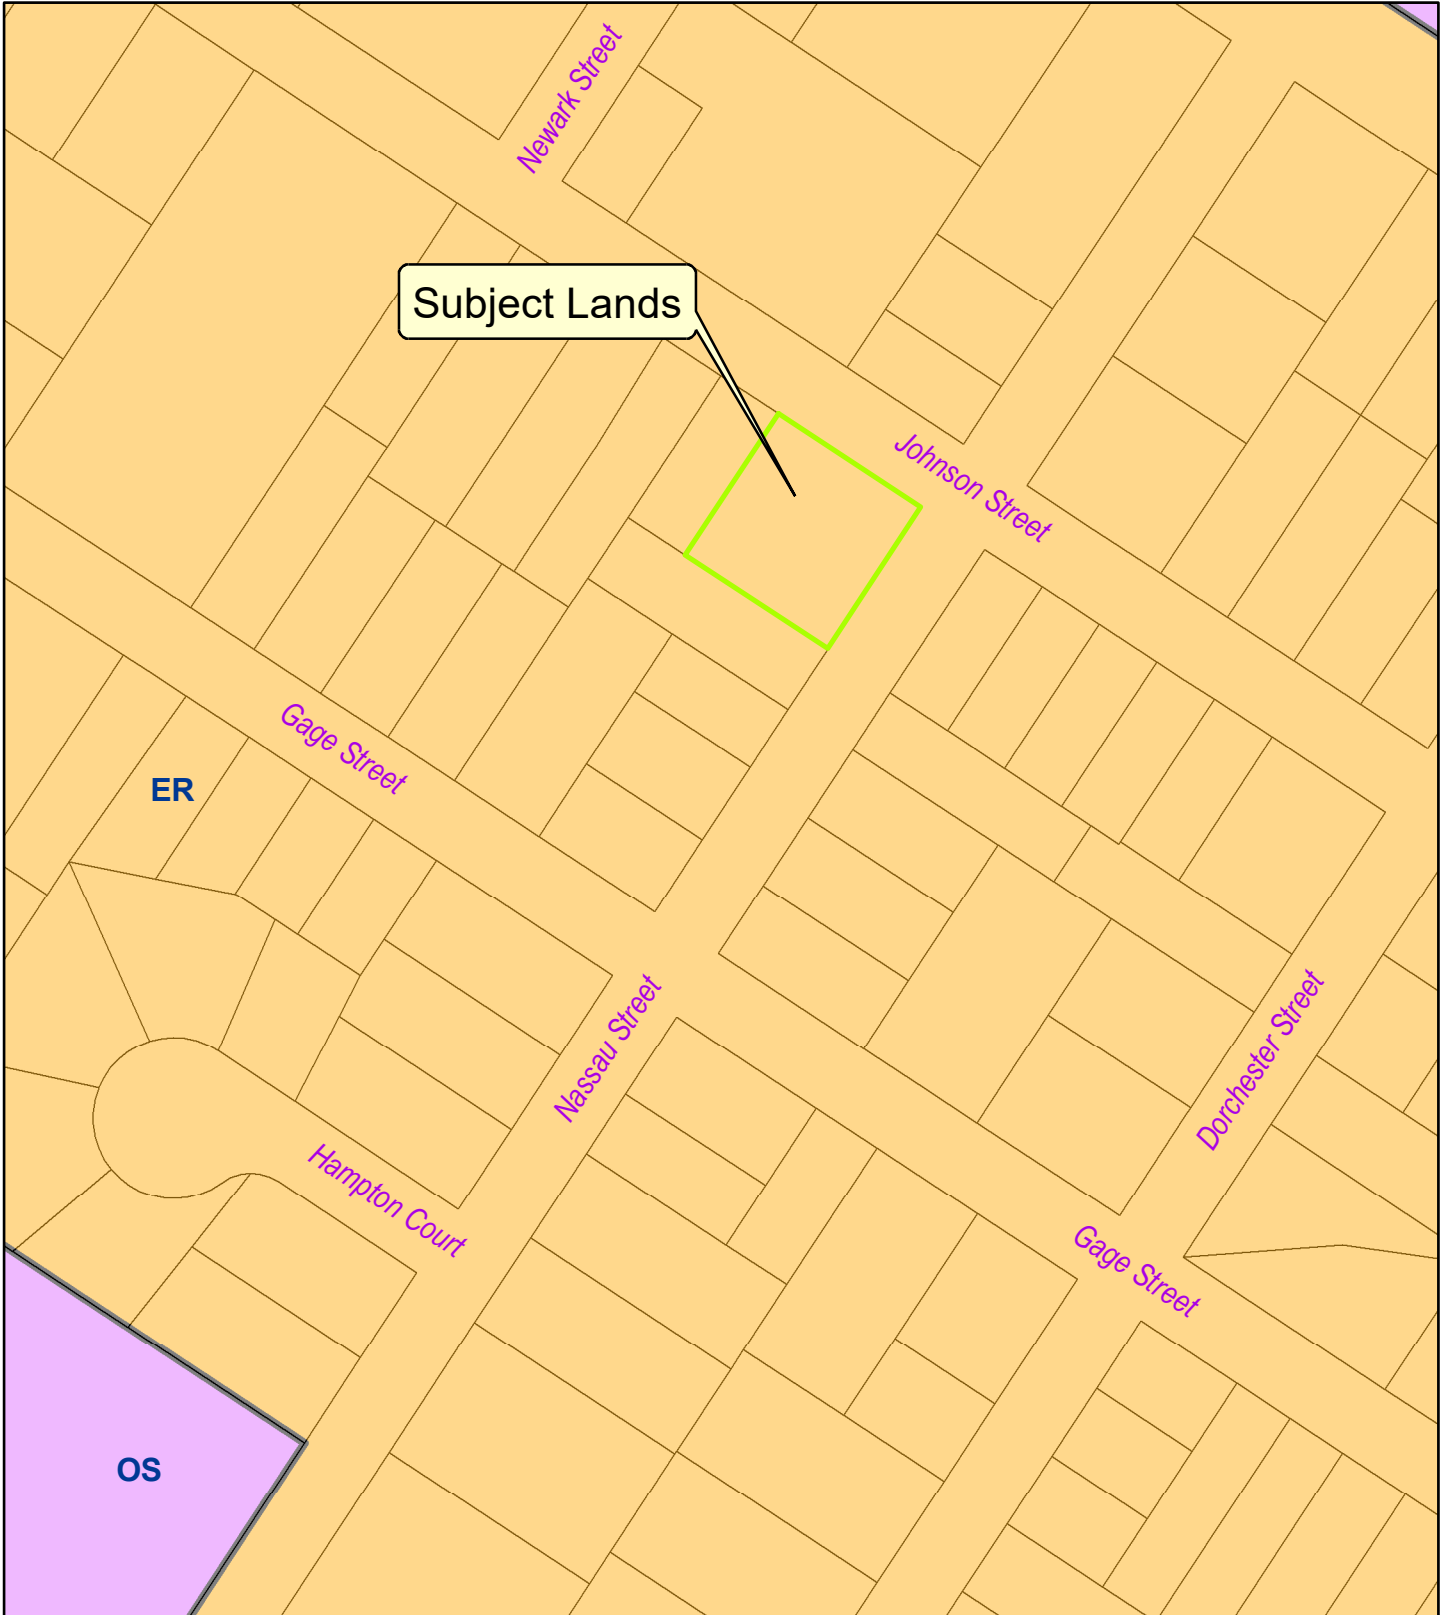 Newark Street
Subject Lands
Johnson Street
Gage Street
ER
Nassau Street
Dorchester Street
Hampton Court
Gage Street
OS